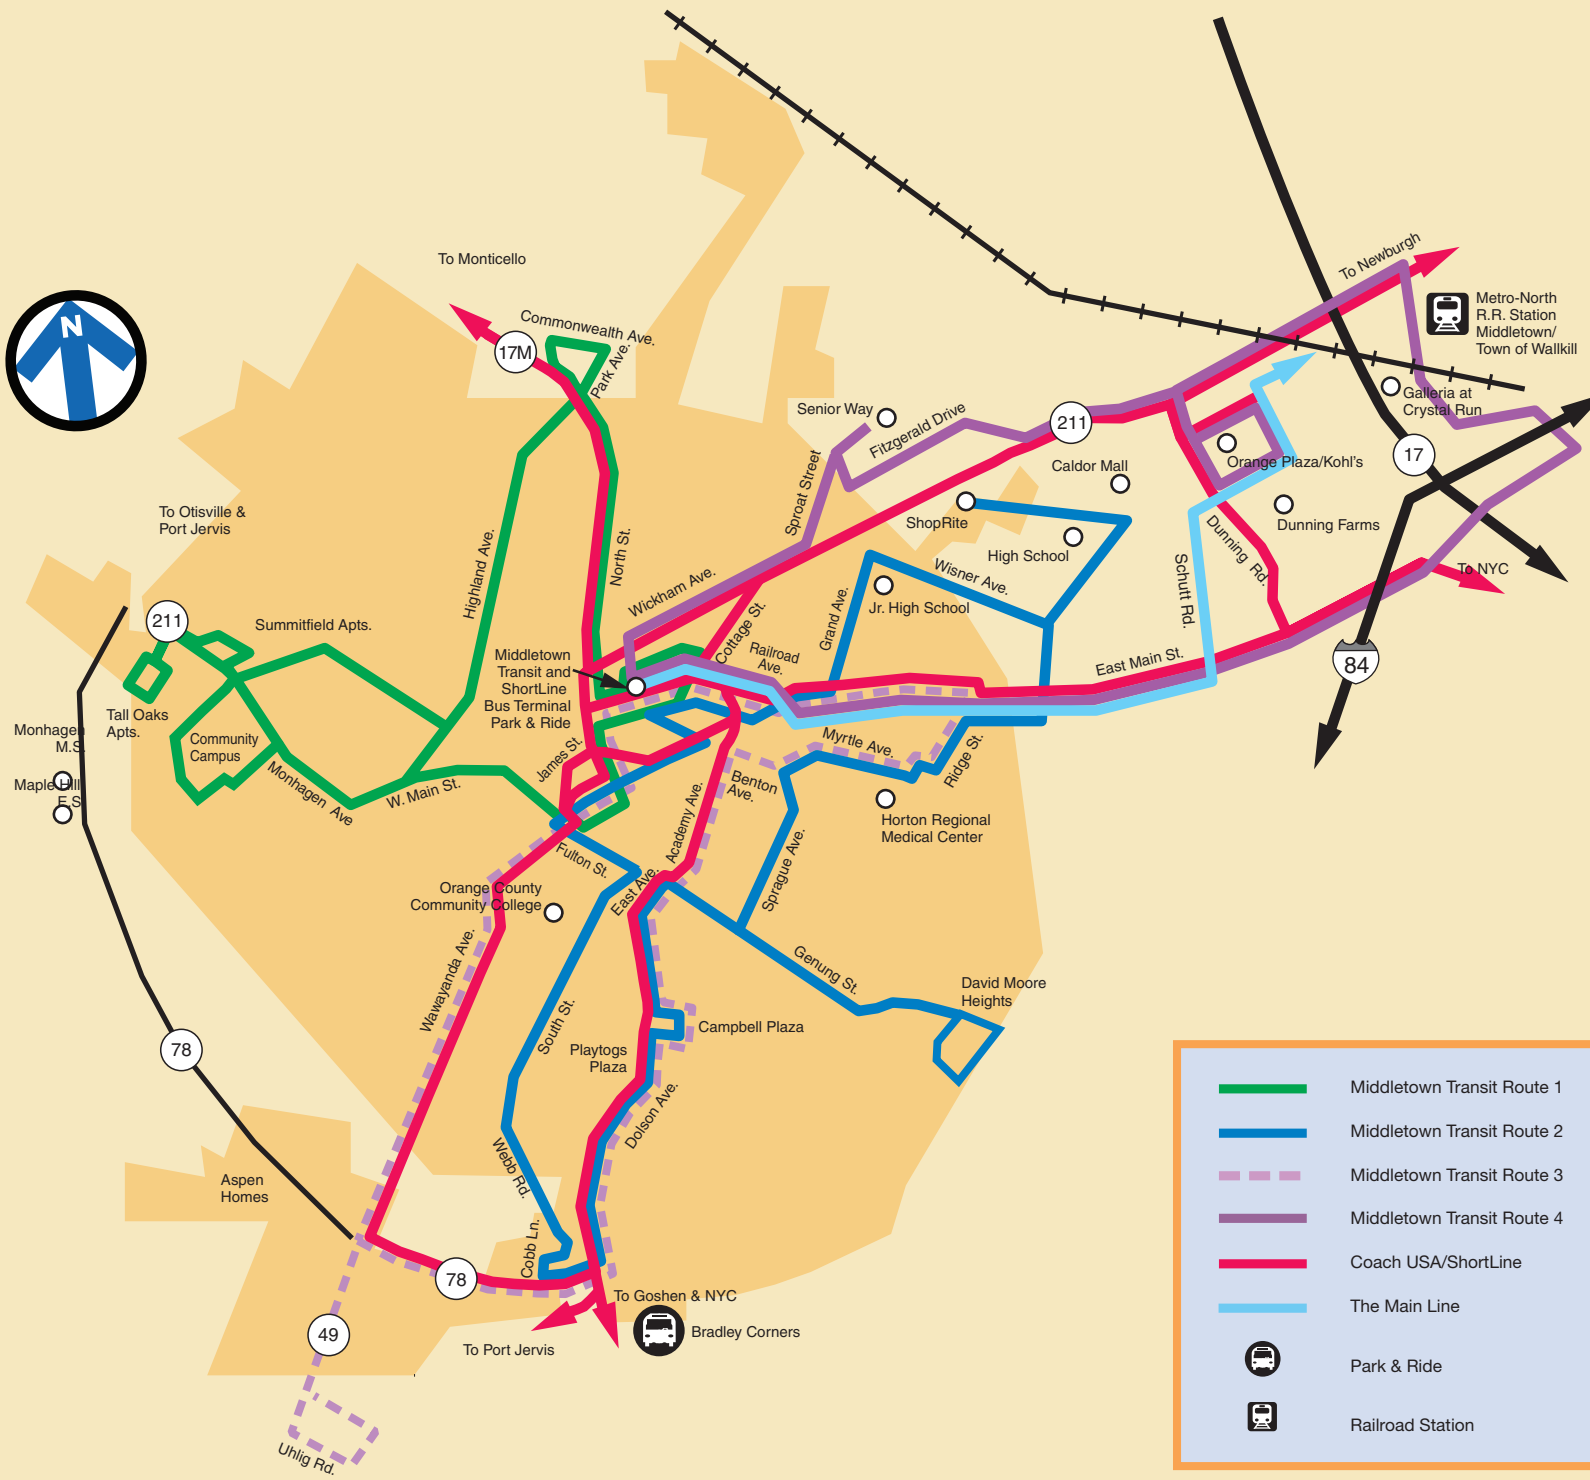 To Monticello
N
17M
Commonwealth Ave.
Park Ave.
To Newburgh
Metro-North
R.R. Station
Middletown/
Town of Wallkill
Galleria at
Crystal Run
Senior Way
Fitzgerald Drive
211
17
Caldor Mall
Orange Plaza/Kohl's
Sproat Street
ShopRite
Dunning Farms
To Otisville &
Port Jervis
Highland Ave.
North St.
High School
Dunning Rd.
Schutt Rd.
To NYC
Wickham Ave.
Wisner Ave.
Jr. High School
Grand Ave.
211
Summitfield Apts.
Cottage St.
Railroad
Ave.
East Main St.
84
Middletown
Transit and
ShortLine
Bus Terminal
Park & Ride
Tall Oaks
Apts.
Monhagen
M.S.
Community
Campus
James St.
Myrtle Ave.
Ridge St.
Maple Hill
E.S
Monhagen Ave
W. Main St.
Benton
Ave.
Academy Ave.
Horton Regional
Medical Center
Fulton St.
East Ave.
Sprague Ave.
Orange County
Community College
Wawayanda Ave.
Genung St.
David Moore
Heights
South St.
Campbell Plaza
Playtogs
Plaza
78
Dolson Ave.
Webb Rd.
Aspen
Homes
Cobb Ln.
78
To Goshen & NYC
Bradley Corners
To Port Jervis
49
Uhlig Rd.
Middletown Transit Route 1
Middletown Transit Route 2
Middletown Transit Route 3
Middletown Transit Route 4
Coach USA/ShortLine
The Main Line
Park & Ride
Railroad Station